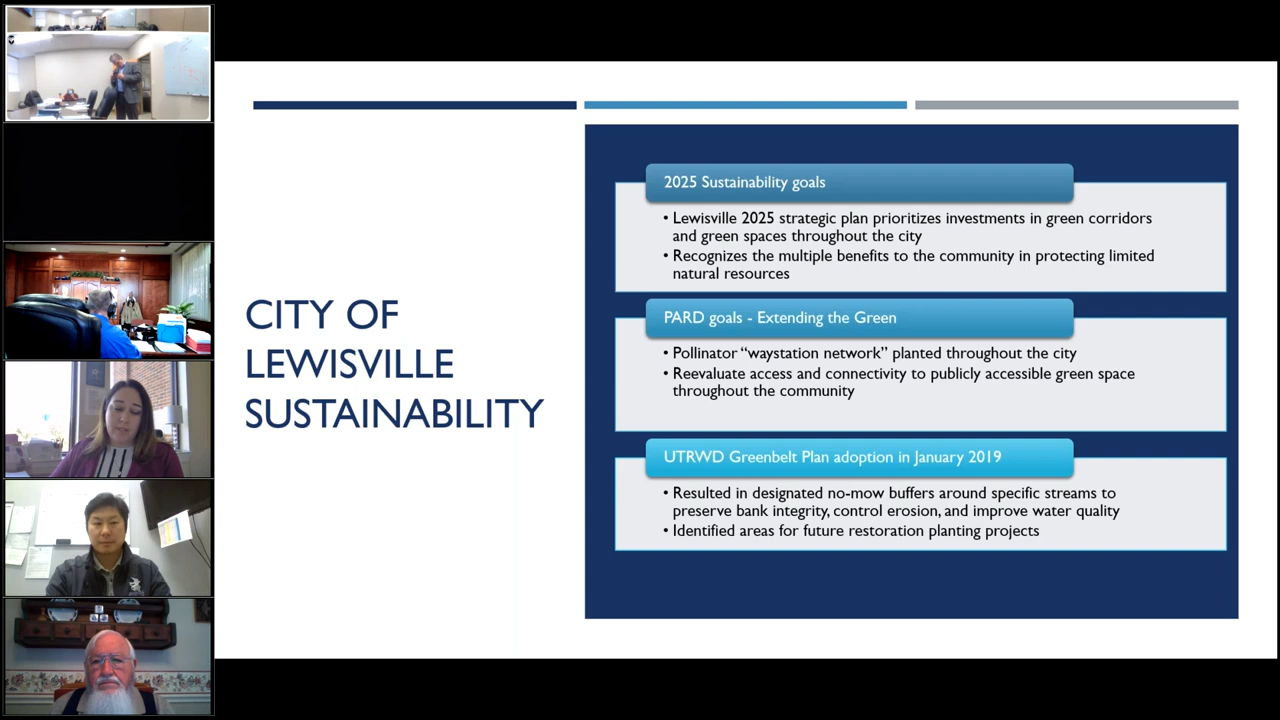 CITY OF
LEWISVILLE
SUSTAINABILITY
2025 Sustainability goals
• Lewisville 2025 strategic plan prioritizes investments in green corridors
and green spaces throughout the city
• Recognizes the multiple benefits to the community in protecting limited
natural resources
PARD goals - Extending the Green
• Pollinator “waystation network” planted throughout the city
• Reevaluate access and connectivity to publicly accessible green space
throughout the community
UTRWD Greenbelt Plan adoption in January 2019
• Resulted in designated no-mow buffers around specific streams to
preserve bank integrity, control erosion, and improve water quality
• Identified areas for future restoration planting projects